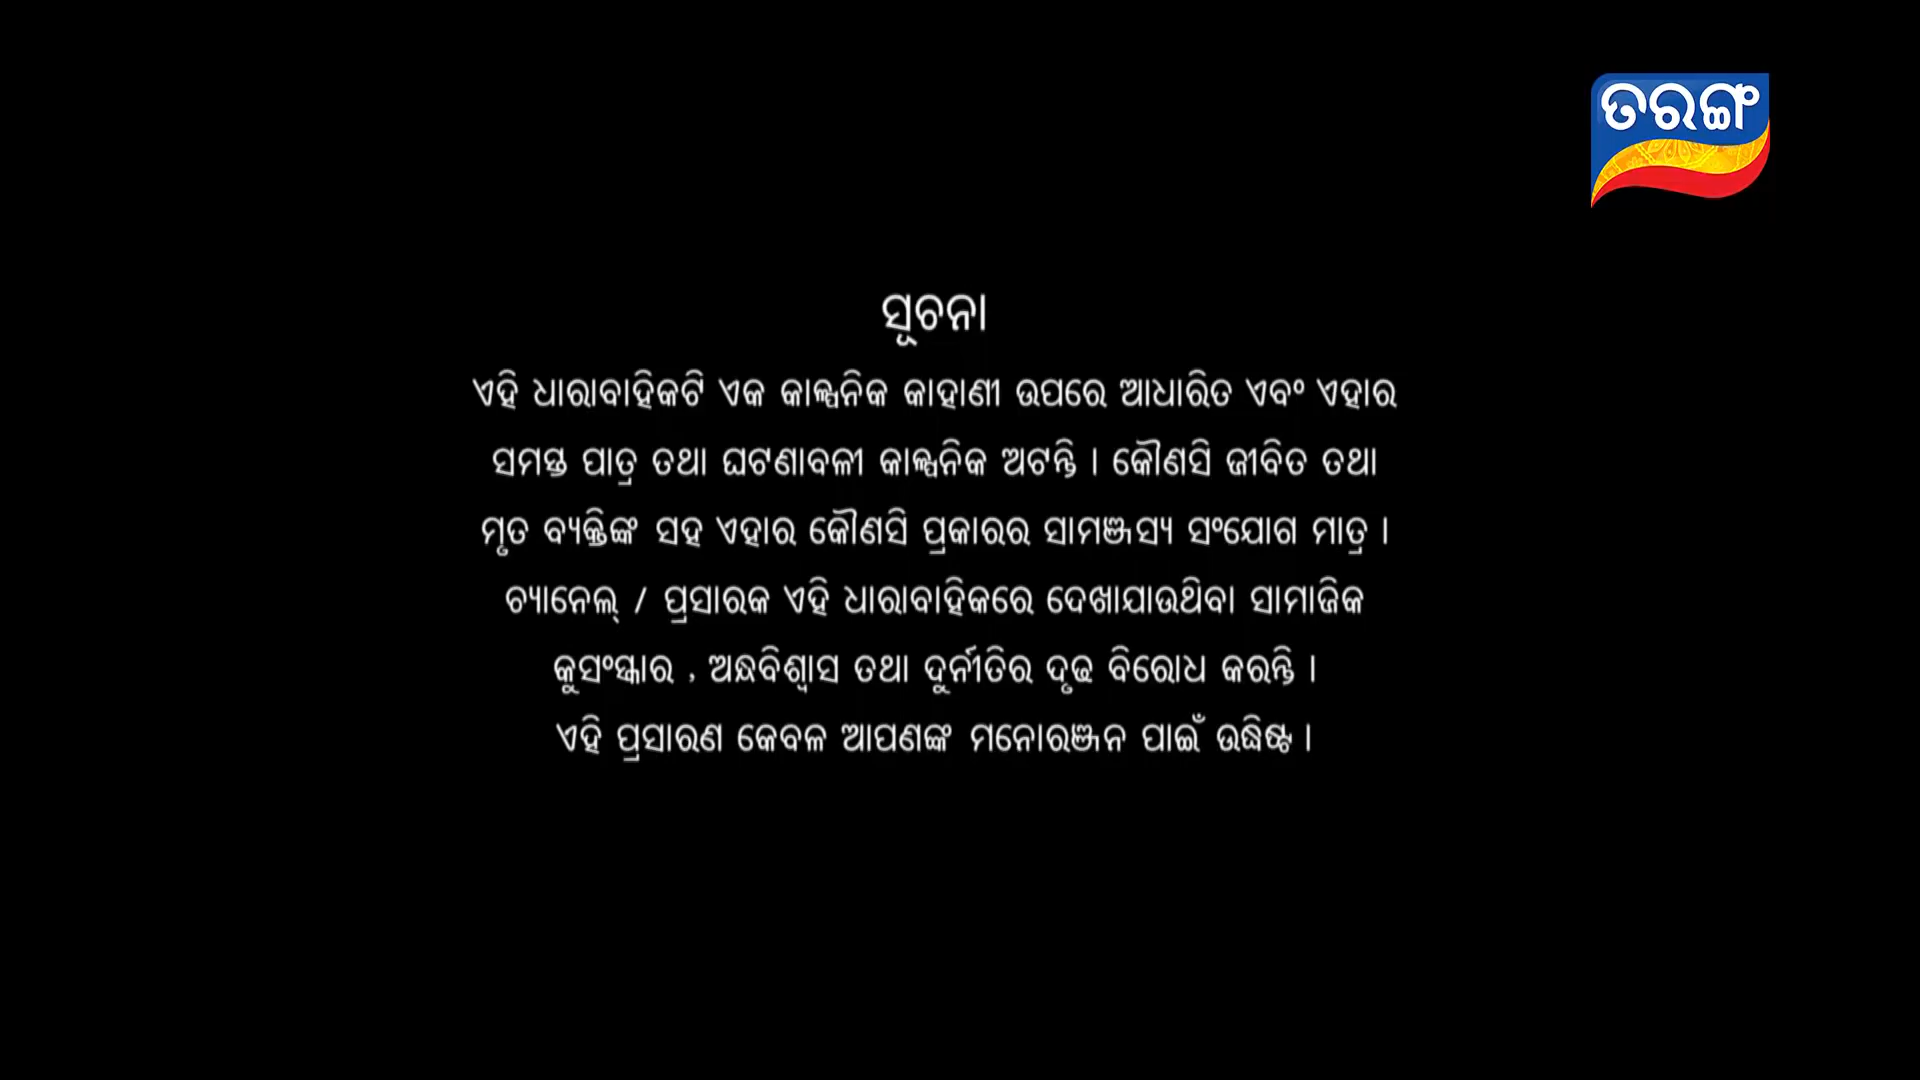 ତରଙ୍ଗ
ସୂଚନା
ଏହି ଧାରାବାହିକଟି ଏକ କାଳ୍ପନିକ କାହାଣୀ ଉପରେ ଆଧାରିତ ଏବଂ ଏହାର
ସମସ୍ତ ପାତ୍ର ତଥା ଘଟଣାବଳୀ କାଳ୍ପନିକ ଅଟନ୍ତି । କୌଣସି ଜୀବିତ ତଥା
ମୃତ ବ୍ୟକ୍ତିଙ୍କ ସହ ଏହାର କୌଣସି ପ୍ରକାରର ସାମଞ୍ଜସ୍ୟ ସଂଯୋଗ ମାତ୍ର ।
ଚ୍ୟାନେଲ୍ / ପ୍ରସାରକ ଏହି ଧାରାବାହିକରେ ଦେଖାଯାଉଥିବା ସାମାଜିକ
କୁସଂସ୍କାର , ଅନ୍ଧବିଶ୍ୱାସ ତଥା ଦୁର୍ନୀତିର ଦୃଢ ବିରୋଧ କରନ୍ତି ।
ଏହି ପ୍ରସାରଣ କେବଳ ଆପଣଙ୍କ ମନୋରଞ୍ଜନ ପାଇଁ ଉଦ୍ଧିଷ୍ଟ ।